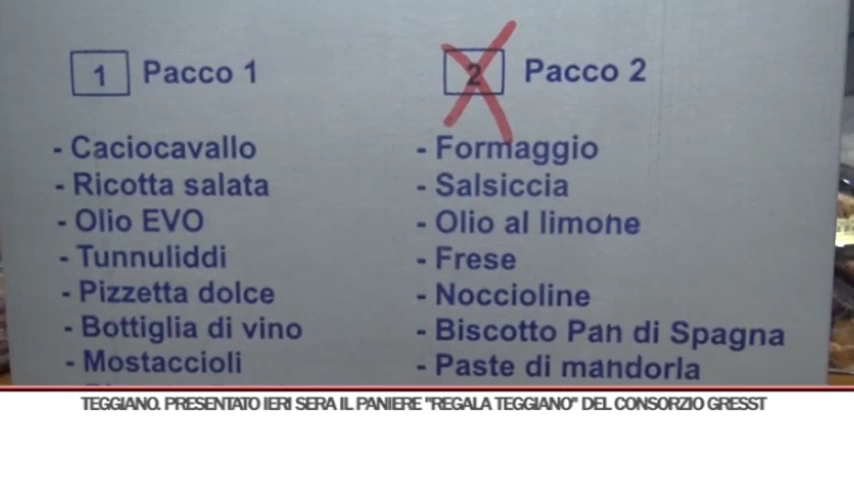 1 Pacco 1
- Caciocavallo
- Ricotta salata
- Olio EVO
- Tunnuliddi
- Pizzetta dolce
- Bottiglia di vino
- Mostaccioli
2 Pacco 2
- Formaggio
- Salsiccia
- Olio al limone
- Frese
- Noccioline
- Biscotto Pan di Spagna
- Paste di mandorla
TEGGIANO. PRESENTATO IERI SERA IL PANIERE "REGALA TEGGIANO" DEL CONSORZIO GRESST